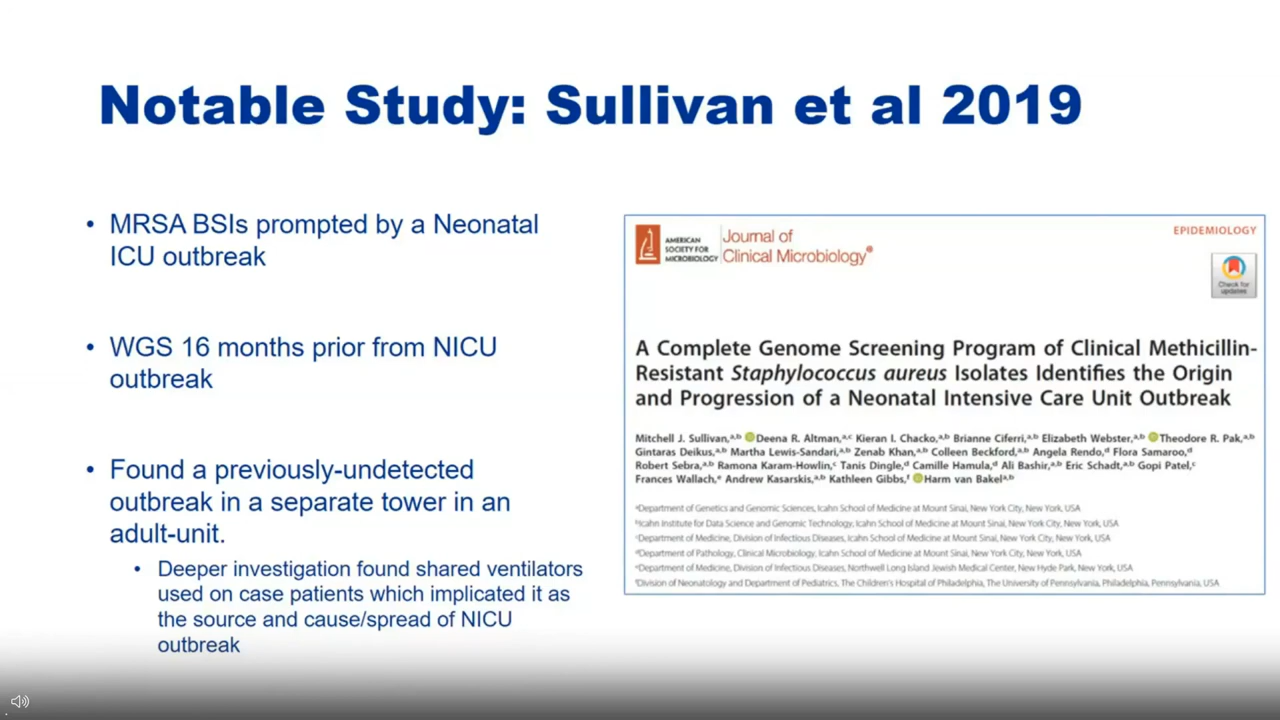 Notable Study: Sullivan et al 2019
• MRSA BSIs prompted by a Neonatal
ICU outbreak
• WGS 16 months prior from NICU
outbreak
• Found a previously-undetected
outbreak in a separate tower in an
adult-unit.
• Deeper investigation found shared ventilators
used on case patients which implicated it as
the source and cause/spread of NICU
outbreak
AMERICAN
SOCIETY FOR
MICROBIOLOGY
Journal of
Clinical Microbiology®
EPIDEMIOLOGY
Check for
updates
A Complete Genome Screening Program of Clinical Methicillin-
Resistant Staphylococcus aureus Isolates Identifies the Origin
and Progression of a Neonatal Intensive Care Unit Outbreak
Mitchell J. Sullivan,a,b Deena R. Altman,a,c Kieran I. Chacko,a,b Brianne Ciferri,a,b Elizabeth Webster,a,b Theodore R. Pak,a,b
Gintaras Deikus,a,b Martha Lewis-Sandari,a,b Zenab Khan,a,b Colleen Beckford,a,b Angela Rendo,d Flora Samaroo,d
Robert Sebra,a,b Ramona Karam-Howlin,c Tanis Dingle,d Camille Hamula,d Ali Bashir,a,b Eric Schadt,a,b Gopi Patel,c
Frances Wallach,e Andrew Kasarskis,a,b Kathleen Gibbs,f Harm van Bakela,b
aDepartment of Genetics and Genomic Sciences, Icahn School of Medicine at Mount Sinai, New York City, New York, USA
bIcahn Institute for Data Science and Genomic Technology, Icahn School of Medicine at Mount Sinai, New York City, New York, USA
cDepartment of Medicine, Division of Infectious Diseases, Icahn School of Medicine at Mount Sinai, New York City, New York, USA
dDepartment of Pathology, Clinical Microbiology, Icahn School of Medicine at Mount Sinai, New York City, New York, USA
eDepartment of Medicine, Division of Infectious Diseases, Northwell Long Island Jewish Medical Center, New Hyde Park, New York, USA
fDivision of Neonatology and Department of Pediatrics, The Children's Hospital of Philadelphia, The University of Pennsylvania, Philadelphia, Pennsylvania, USA